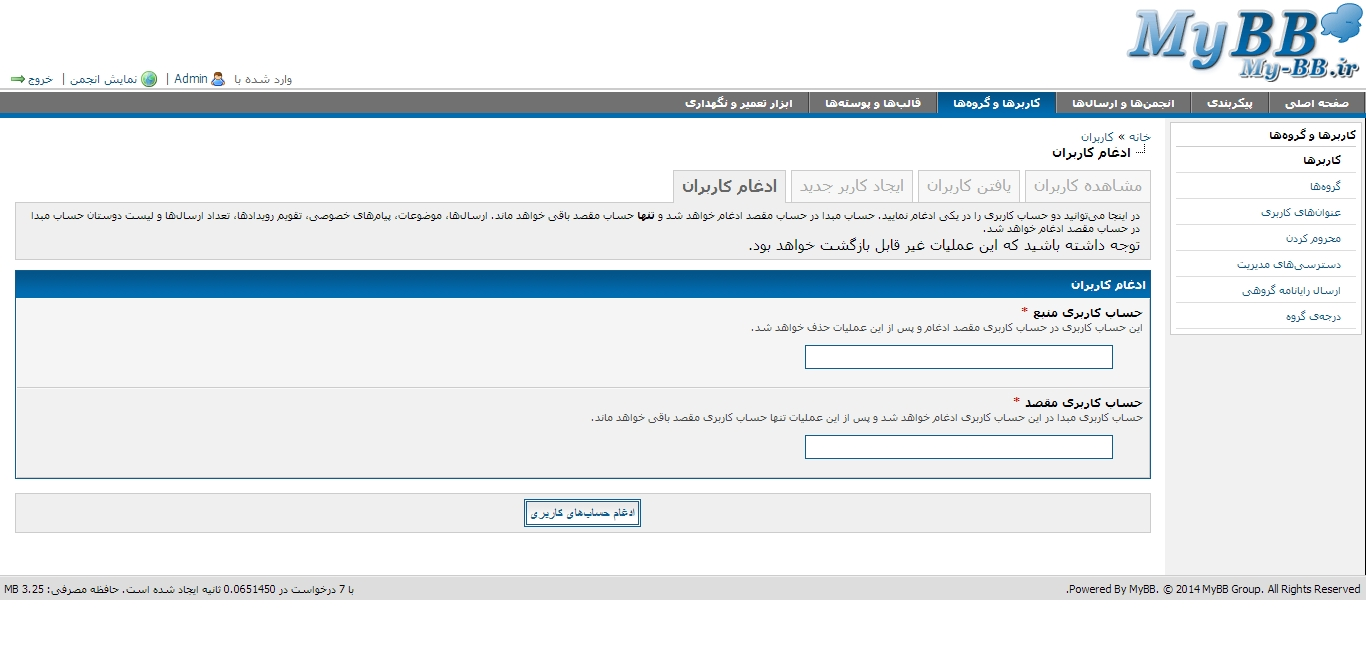 MyBB
My-BB.ir
وارد شده با Admin | نمایش انجمن | خروج
صفحه اصلی پیکربندی انجمن‌ها و ارسال‌ها کاربرها و گروه‌ها قالب‌ها و پوسته‌ها ابزار تعمیر و نگهداری
کاربرها و گروه‌ها
کاربرها
گروه‌ها
عنوان‌های کاربری
محروم کردن
دسترسی‌های مدیریت
ارسال رایانامه گروهی
درجه‌ی گروه
خانه » کاربران
ادغام کاربران
مشاهده کاربران یافتن کاربران ایجاد کاربر جدید ادغام کاربران
در اینجا می‌توانید دو حساب کاربری را در یکی ادغام نمایید. حساب مبدا در حساب مقصد ادغام خواهد شد و تنها حساب مقصد باقی خواهد ماند. ارسال‌ها، موضوعات، پیام‌های خصوصی، تقویم رویدادها، تعداد ارسال‌ها و لیست دوستان حساب مبدا
در حساب مقصد ادغام خواهد شد.
توجه داشته باشید که این عملیات غیر قابل بازگشت خواهد بود.
ادغام کاربران
حساب کاربری منبع *
این حساب کاربری در حساب کاربری مقصد ادغام و پس از این عملیات حذف خواهد شد.
حساب کاربری مقصد *
حساب کاربری مبدا در این حساب کاربری ادغام خواهد شد و پس از این عملیات تنها حساب کاربری مقصد باقی خواهد ماند.
ادغام حساب‌های کاربری
Powered By MyBB. © 2014 MyBB Group. All Rights Reserved.
با 7 درخواست در 0.0651450 ثانیه ایجاد شده است. حافظه مصرفی: 3.25 MB